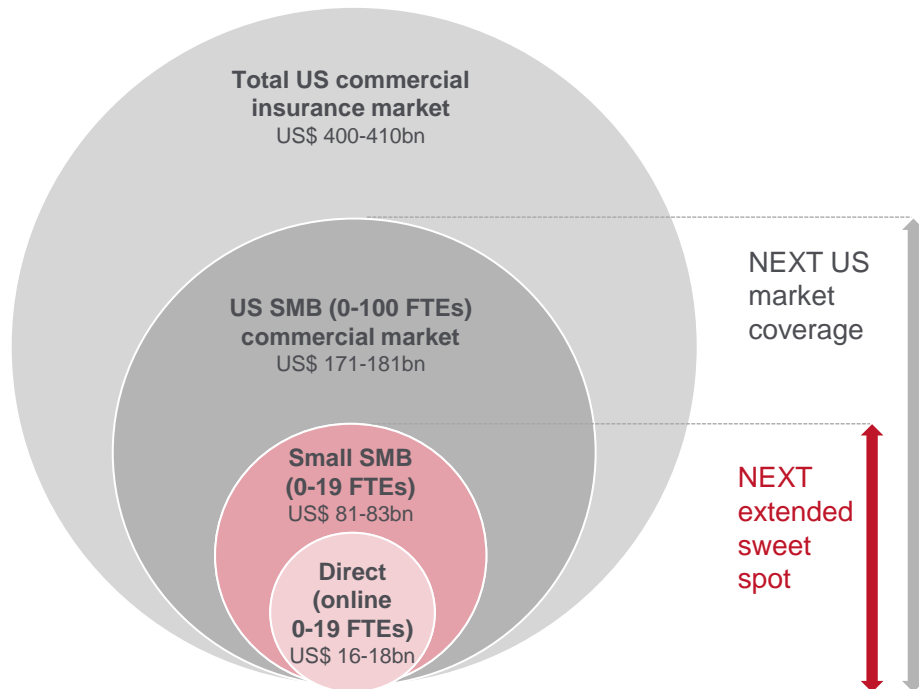 Total US commercial
insurance market
US$ 400-410bn
US SMB (0-100 FTEs)
commercial market
US$ 171-181bn
Small SMB
(0-19 FTEs)
US$ 81-83bn
Direct
(online
0-19 FTEs)
US$ 16-18bn
NEXT US
market
coverage
NEXT
extended
sweet
spot